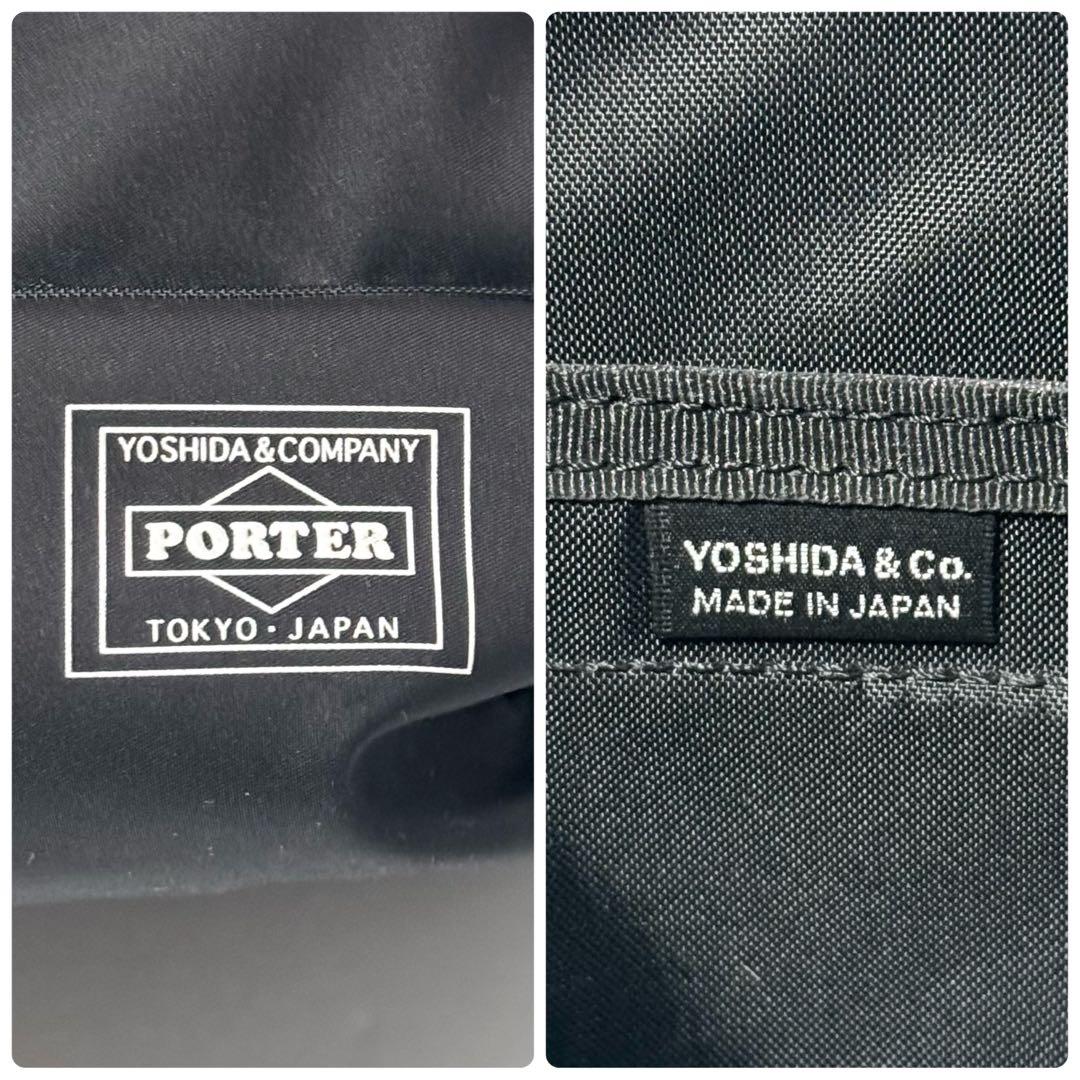 YOSHIDA & COMPANY
PORTER
TOKYO・JAPAN
YOSHIDA & Co.
MADE IN JAPAN